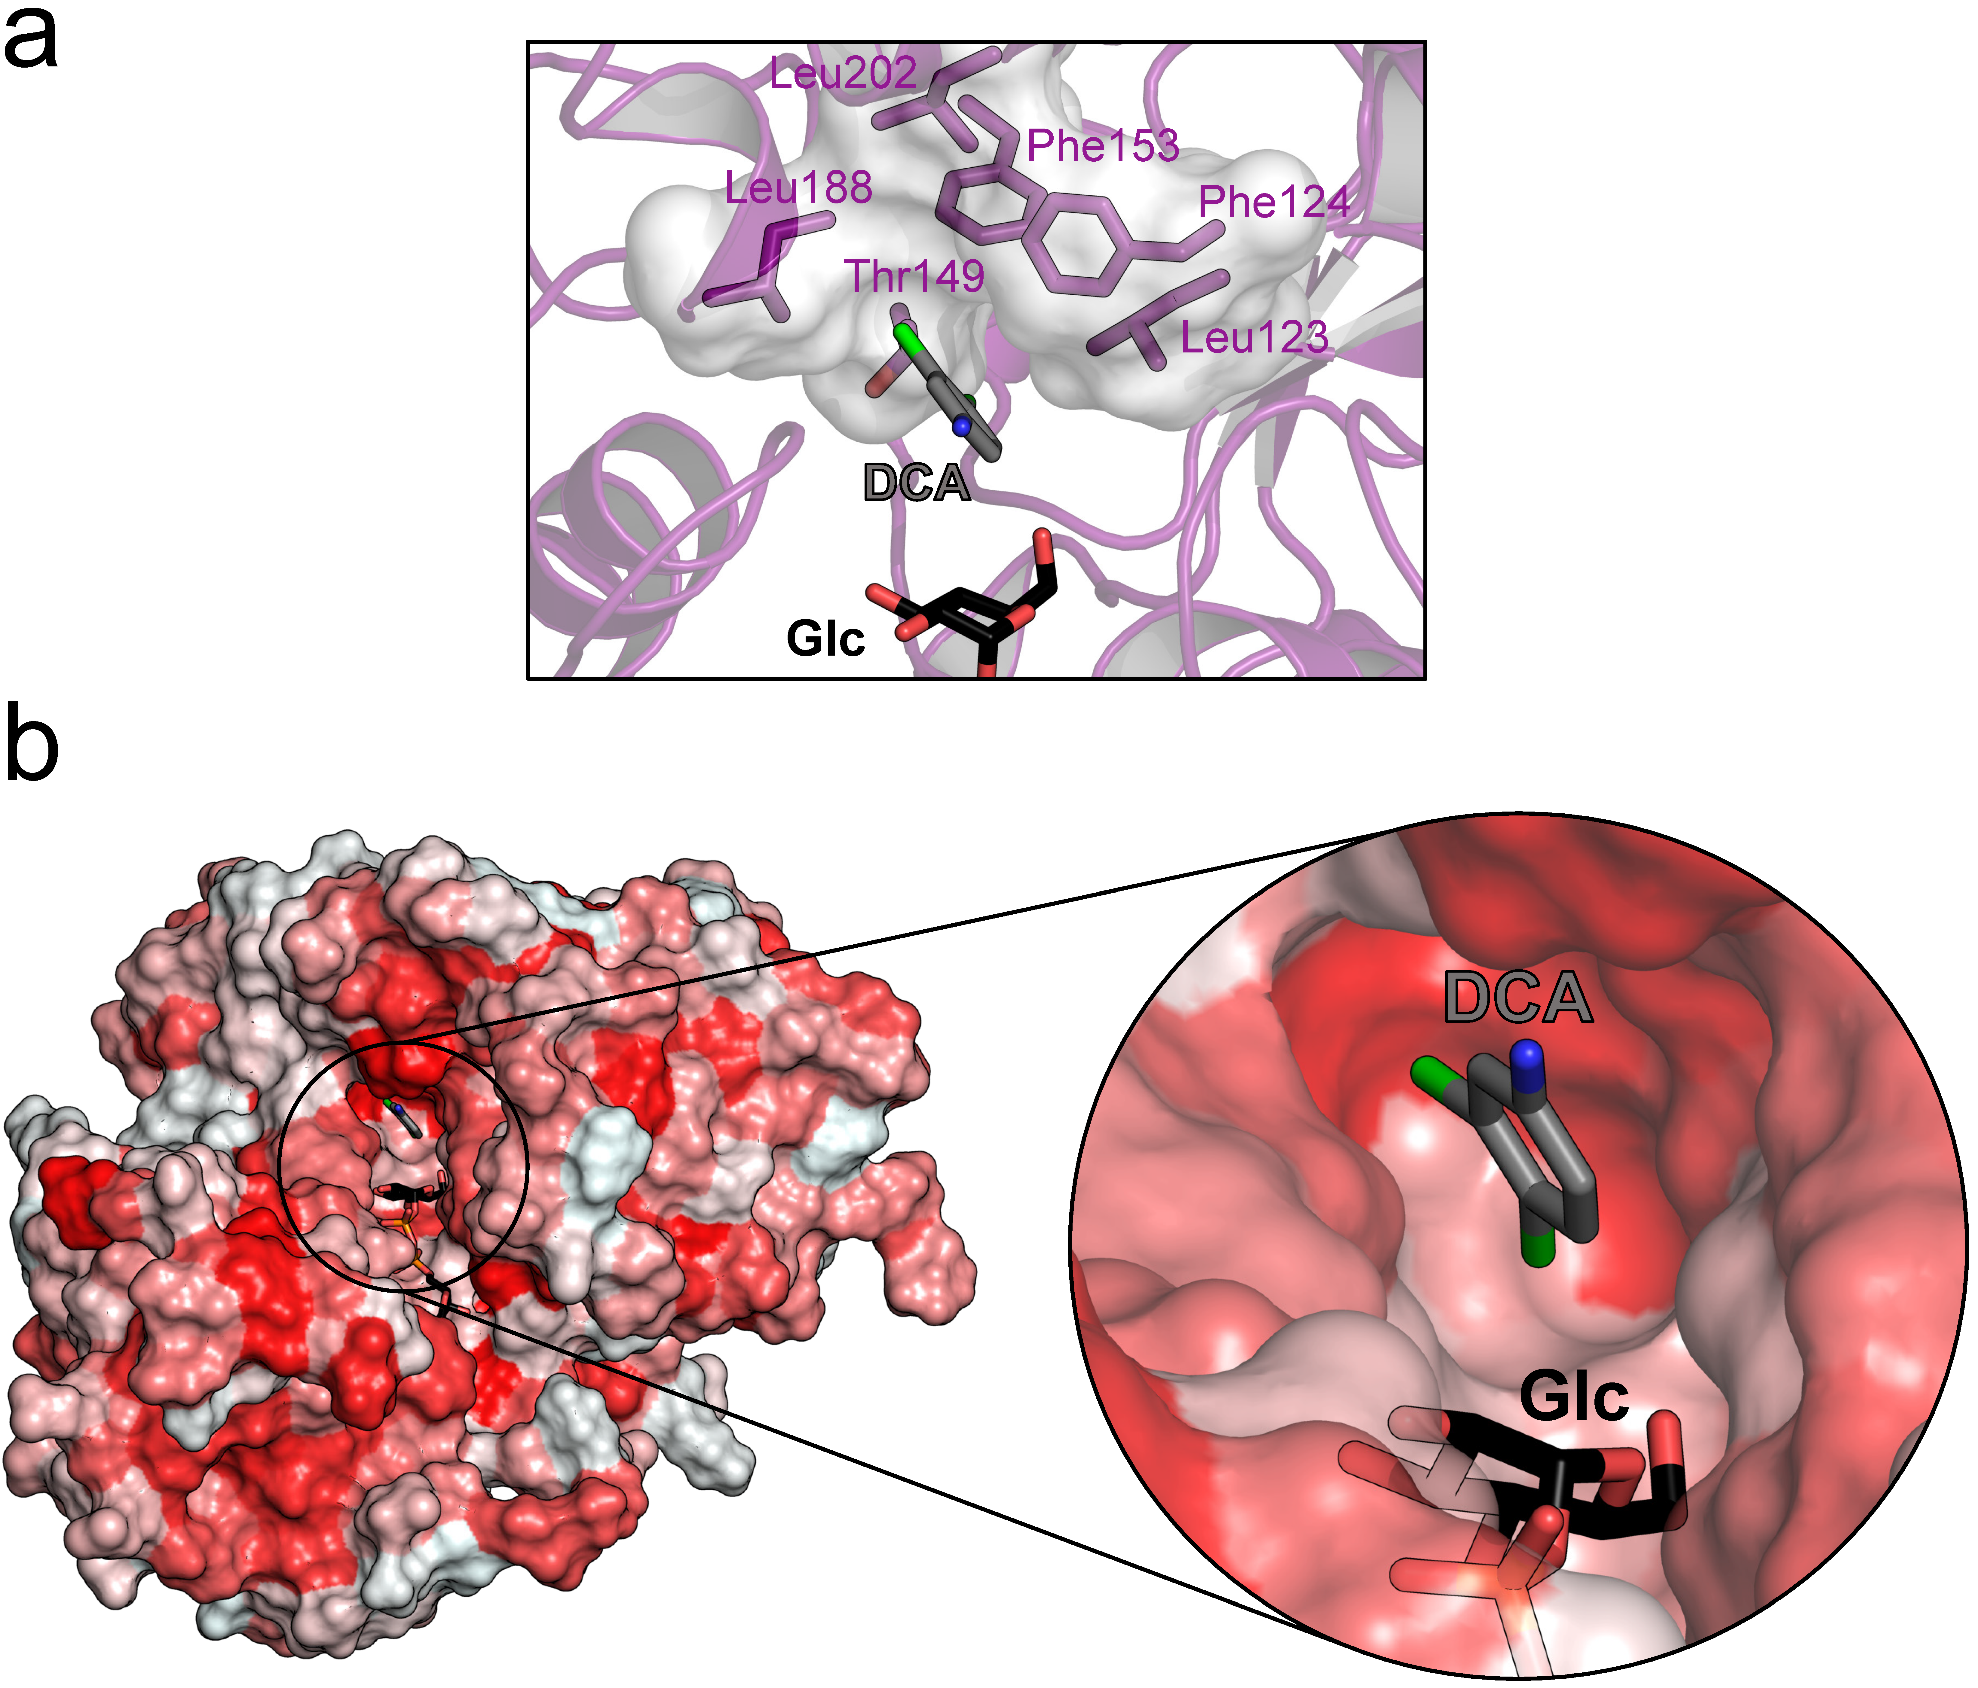 a
Leu202
Phe153
Leu188
Phe124
Thr149
Leu123
DCA
Glc
b
DCA
Glc